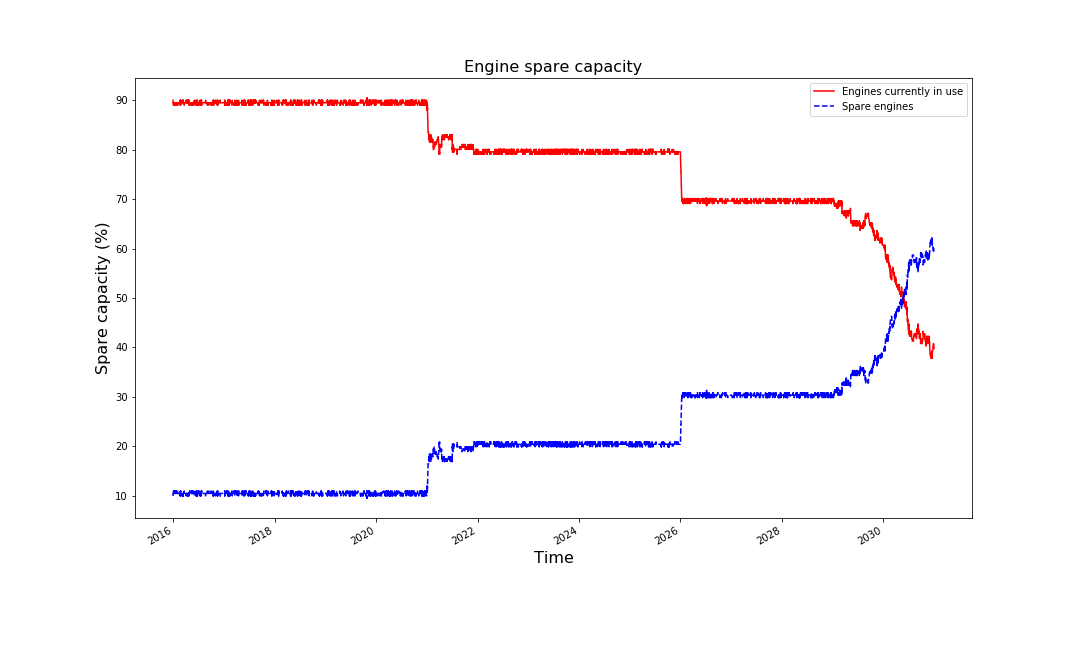 Engine spare capacity
Engines currently in use
Spare engines
Spare capacity (%)
90
80
70
60
50
40
30
20
10
2016 2018 2020 2022 2024 2026 2028 2030
Time